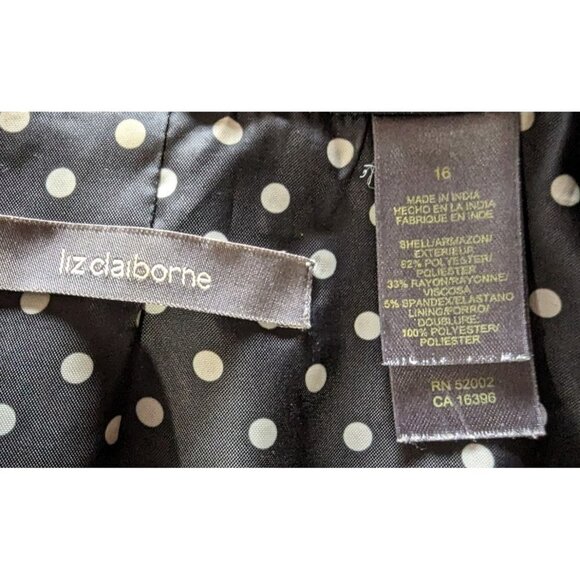 liz claiborne
16
MADE IN INDIA
HECHO EN LA INDIA
FABRIQUE EN INDE
SHELL/ARMAZON/
EXTERIEUR
62% POLYESTER/
POLIESTER
33% RAYON/RAYONNE/
VISCOSA
5% SPANDEX/ELASTANO
LINING/FORRO/
DOUBLURE
100% POLYESTER/
POLIESTER
RN 52002
CA 16396